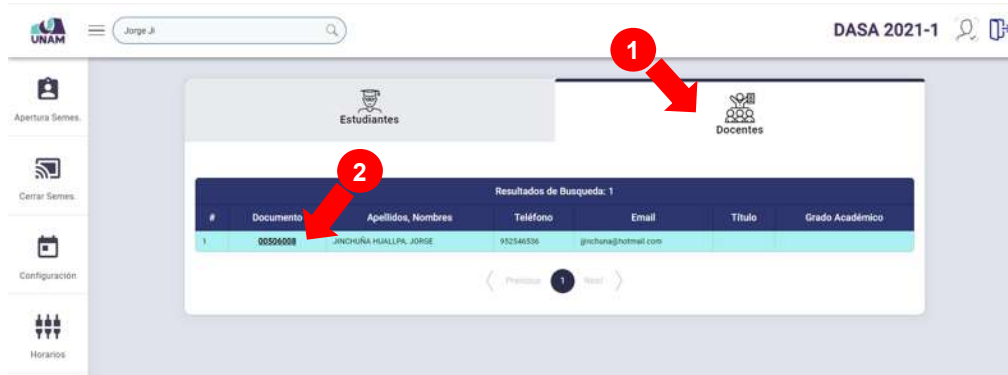 UNAM
Jorge Ji
DASA 2021-1
1
Apertura Semes.
Estudiantes
Docentes
2
Cerrar Semes.
Resultados de Busqueda: 1
# Documento Apellidos, Nombres Teléfono Email Título Grado Académico
1 00506008 JINCHUÑA HUALLPA, JORGE 952546536 jjinchuna@hotmail.com
Previous 1 Next
Configuración
Horarios